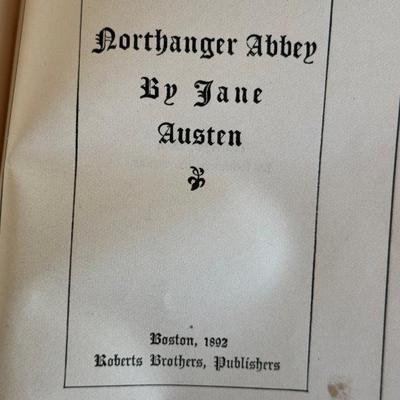 Northanger Abbey
By Jane
Austen
Boston, 1892
Roberts Brothers, Publishers